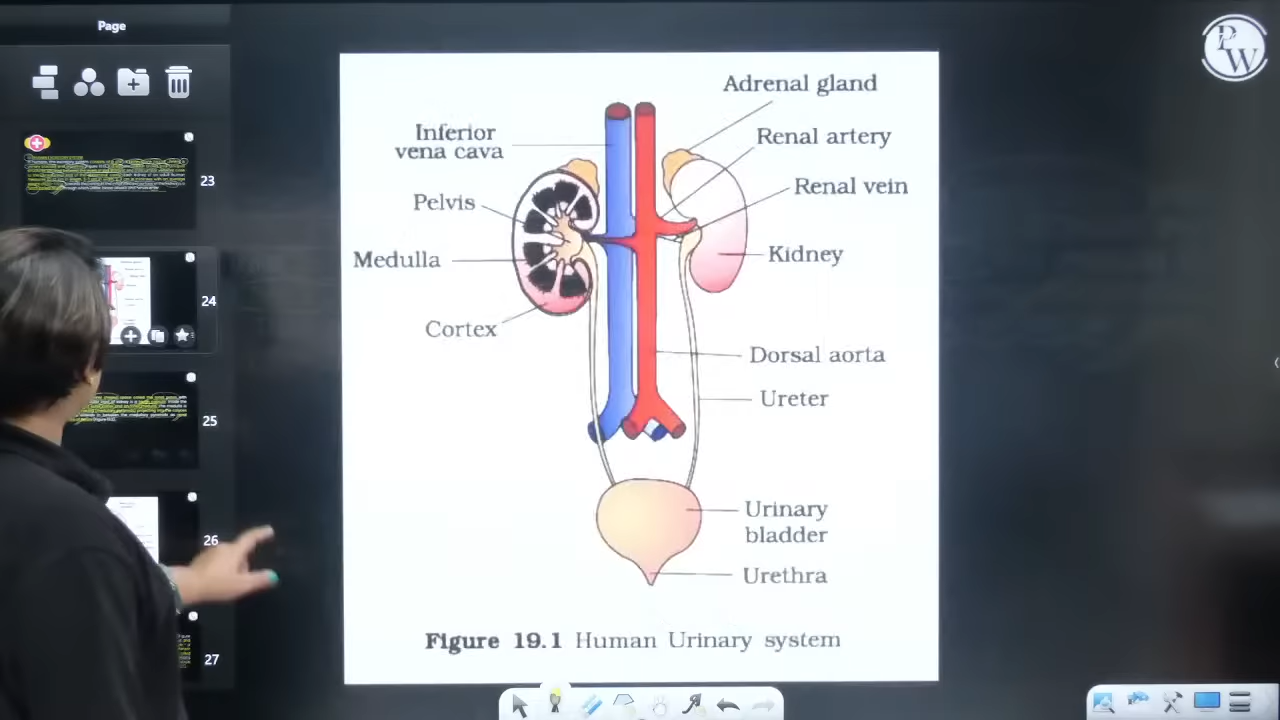 Page
PW
23
24
25
26
27
Adrenal gland
Renal artery
Renal vein
Inferior
vena cava
Pelvis
Medulla
Cortex
Kidney
Dorsal aorta
Ureter
Urinary
bladder
Urethra
Figure 19.1 Human Urinary system